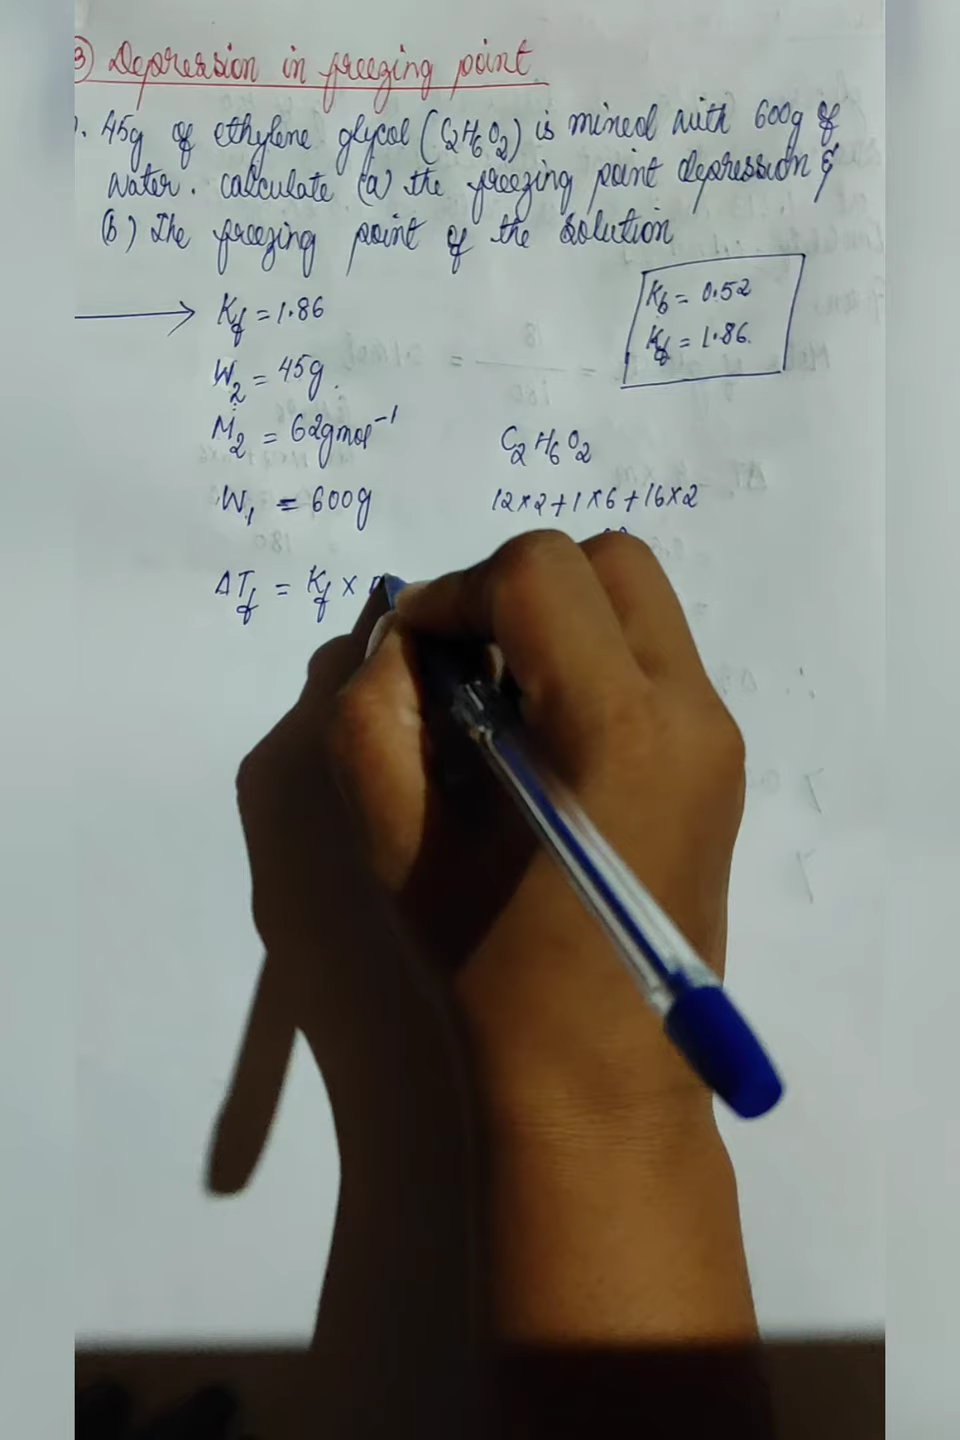 3) Depression in freezing point
45g of ethylene glycol (C2H6O2) is mixed with 600g of
water. calculate (a) the freezing point depression &
(b) The freezing point of the solution
Kb = 0.52
Kf = 1.86.
Kf = 1.86
W2 = 45g.
M2 = 62gmol⁻¹
C2H6O2
W1 = 600g
12×2+1×6+16×2
ΔTf = Kf ×